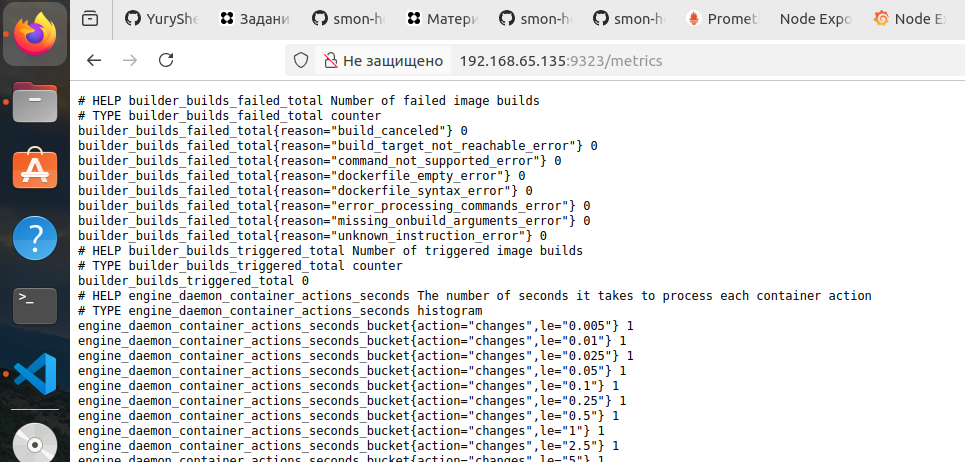 YuryShe Задани smon-h Матери smon-h smon-h Promet Node Expo Node E
Не защищено 192.168.65.135:9323/metrics
# HELP builder_builds_failed_total Number of failed image builds
# TYPE builder_builds_failed_total counter
builder_builds_failed_total{reason="build_canceled"} 0
builder_builds_failed_total{reason="build_target_not_reachable_error"} 0
builder_builds_failed_total{reason="command_not_supported_error"} 0
builder_builds_failed_total{reason="dockerfile_empty_error"} 0
builder_builds_failed_total{reason="dockerfile_syntax_error"} 0
builder_builds_failed_total{reason="error_processing_commands_error"} 0
builder_builds_failed_total{reason="missing_onbuild_arguments_error"} 0
builder_builds_failed_total{reason="unknown_instruction_error"} 0
# HELP builder_builds_triggered_total Number of triggered image builds
# TYPE builder_builds_triggered_total counter
builder_builds_triggered_total 0
# HELP engine_daemon_container_actions_seconds The number of seconds it takes to process each container action
# TYPE engine_daemon_container_actions_seconds histogram
engine_daemon_container_actions_seconds_bucket{action="changes",le="0.005"} 1
engine_daemon_container_actions_seconds_bucket{action="changes",le="0.01"} 1
engine_daemon_container_actions_seconds_bucket{action="changes",le="0.025"} 1
engine_daemon_container_actions_seconds_bucket{action="changes",le="0.05"} 1
engine_daemon_container_actions_seconds_bucket{action="changes",le="0.1"} 1
engine_daemon_container_actions_seconds_bucket{action="changes",le="0.25"} 1
engine_daemon_container_actions_seconds_bucket{action="changes",le="0.5"} 1
engine_daemon_container_actions_seconds_bucket{action="changes",le="1"} 1
engine_daemon_container_actions_seconds_bucket{action="changes",le="2.5"} 1
engine_daemon_container_actions_seconds_bucket{action="changes",le="5"} 1